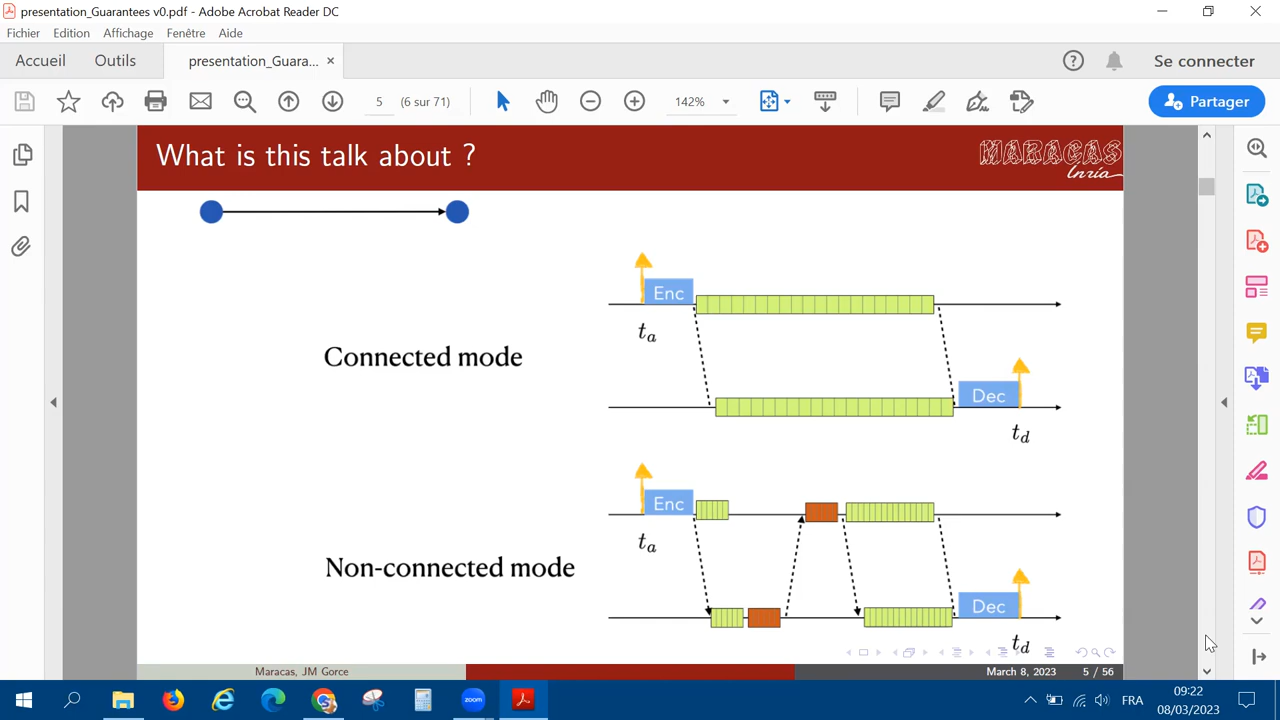 presentation_Guarantees v0.pdf - Adobe Acrobat Reader DC
Fichier Edition Affichage Fenêtre Aide
Accueil Outils presentation_Guara... × Se connecter
5 (6 sur 71) 142% Partager
What is this talk about ?
MARACAS
Inria
Enc
t_a
Connected mode
Dec
t_d
Enc
t_a
Non-connected mode
Dec
t_d
Maracas, JM Gorce March 8, 2023 5 / 56
zoom
FRA
09:22
08/03/2023